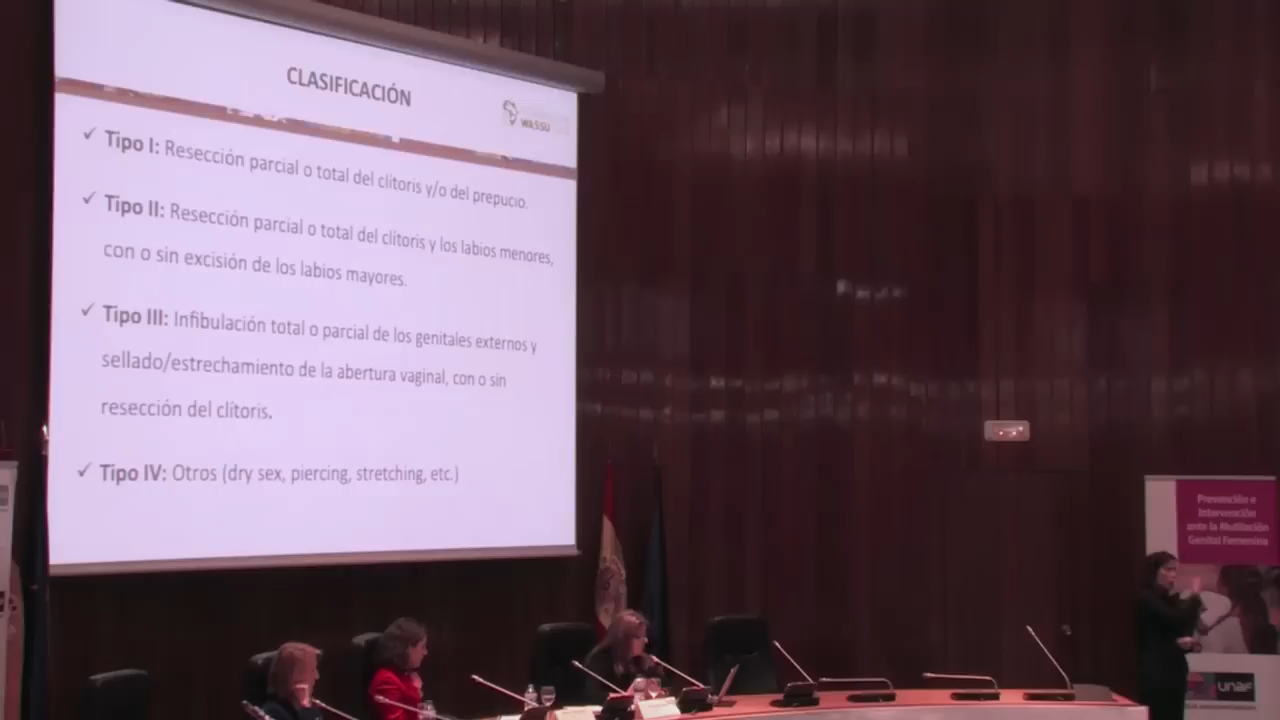 CLASIFICACIÓN
WASSU
✓ Tipo I: Resección parcial o total del clítoris y/o del prepucio.
✓ Tipo II: Resección parcial o total del clítoris y los labios menores,
con o sin excisión de los labios mayores.
✓ Tipo III: Infibulación total o parcial de los genitales externos y
sellado/estrechamiento de la abertura vaginal, con o sin
resección del clítoris.
✓ Tipo IV: Otros (dry sex, piercing, stretching, etc.)
Prevención e
Intervención
ante la Mutilación
Genital Femenina
unaf